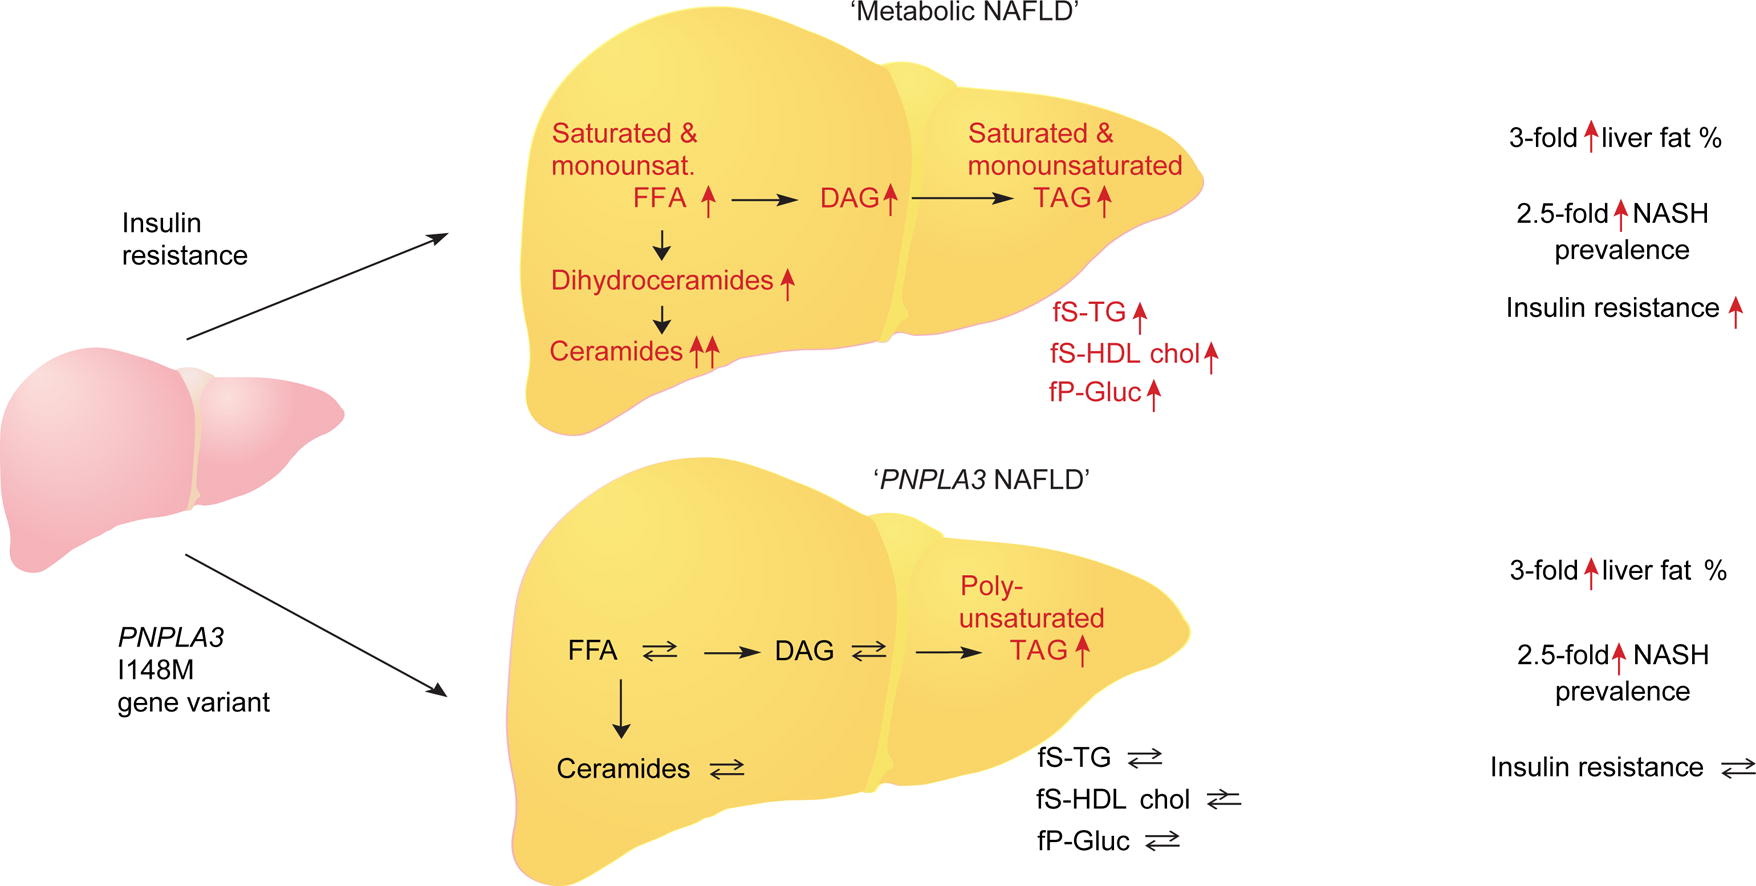 ‘Metabolic NAFLD’
Insulin
resistance
Saturated &
monounsat.
FFA ↑ → DAG ↑ →
Saturated &
monounsaturated
TAG ↑
Dihydroceramides ↑
Ceramides ↑↑
fS-TG ↑
fS-HDL chol ↑
fP-Gluc ↑
3-fold ↑ liver fat %
2.5-fold ↑ NASH
prevalence
Insulin resistance ↑
PNPLA3
I148M
gene variant
‘PNPLA3 NAFLD’
FFA ⇌ → DAG ⇌ →
Poly-
unsaturated
TAG ↑
Ceramides ⇌
fS-TG ⇌
fS-HDL chol ⇌
fP-Gluc ⇌
3-fold ↑ liver fat %
2.5-fold ↑ NASH
prevalence
Insulin resistance ⇌